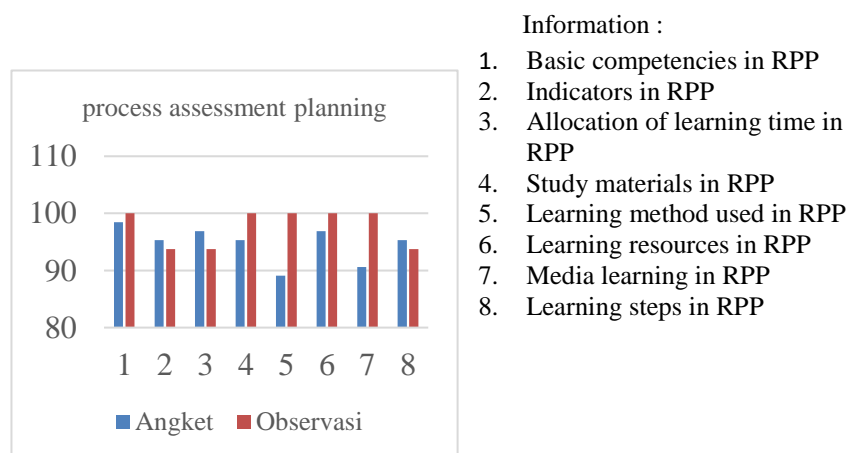 process assessment planning
110
100
90
80
1 2 3 4 5 6 7 8
Angket Observasi
Information :
1. Basic competencies in RPP
2. Indicators in RPP
3. Allocation of learning time in
RPP
4. Study materials in RPP
5. Learning method used in RPP
6. Learning resources in RPP
7. Media learning in RPP
8. Learning steps in RPP